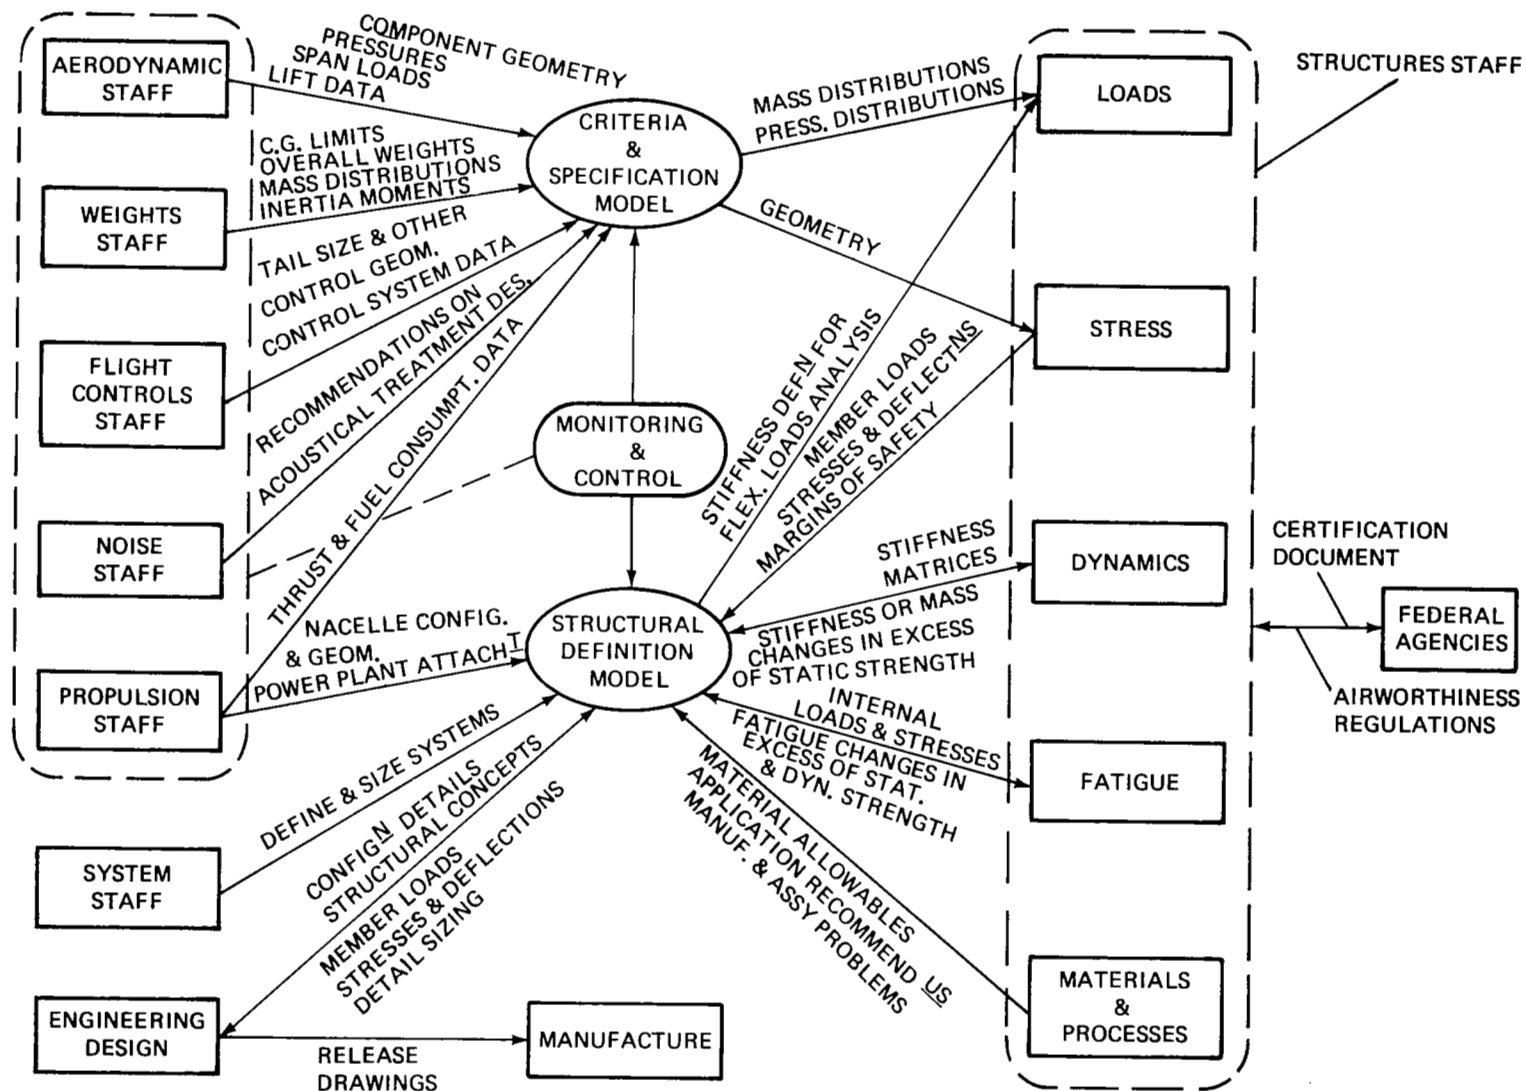 AERODYNAMIC
STAFF
WEIGHTS
STAFF
FLIGHT
CONTROLS
STAFF
NOISE
STAFF
PROPULSION
STAFF
SYSTEM
STAFF
ENGINEERING
DESIGN
COMPONENT GEOMETRY
PRESSURES
SPAN LOADS
LIFT DATA
C.G. LIMITS
OVERALL WEIGHTS
MASS DISTRIBUTIONS
INERTIA MOMENTS
TAIL SIZE & OTHER
CONTROL GEOM.
CONTROL SYSTEM DATA
RECOMMENDATIONS ON
ACOUSTICAL TREATMENT DES.
THRUST & FUEL CONSUMPT. DATA
NACELLE CONFIG.
& GEOM.
POWER PLANT ATTACHT
DEFINE & SIZE SYSTEMS
CONFIGN DETAILS
STRUCTURAL CONCEPTS
MEMBER LOADS
STRESSES & DEFLECTIONS
DETAIL SIZING
RELEASE
DRAWINGS
MANUFACTURE
CRITERIA
&
SPECIFICATION
MODEL
MONITORING
&
CONTROL
STRUCTURAL
DEFINITION
MODEL
MASS DISTRIBUTIONS
PRESS. DISTRIBUTIONS
GEOMETRY
STIFFNESS DEFN FOR
FLEX. LOADS ANALYSIS
MEMBER LOADS
STRESSES & DEFLECTNS
MARGINS OF SAFETY
STIFFNESS
MATRICES
STIFFNESS OR MASS
CHANGES IN EXCESS
OF STATIC STRENGTH
INTERNAL
LOADS & STRESSES
FATIGUE CHANGES IN
EXCESS OF STAT.
& DYN. STRENGTH
MATERIAL ALLOWABLES
APPLICATION RECOMMEND US
MANUF. & ASSY PROBLEMS
LOADS
STRESS
DYNAMICS
FATIGUE
MATERIALS
&
PROCESSES
STRUCTURES STAFF
CERTIFICATION
DOCUMENT
FEDERAL
AGENCIES
AIRWORTHINESS
REGULATIONS